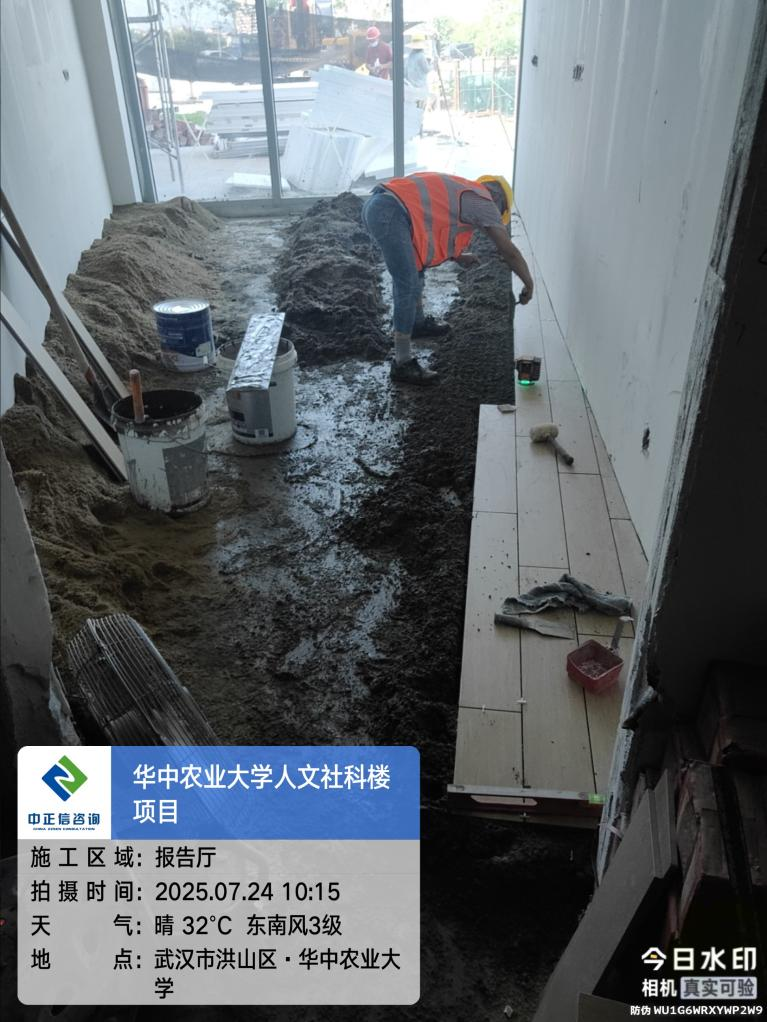 中正信咨询
CHINA ZENXIN CONSULTATION
华中农业大学人文社科楼
项目
施工区域：报告厅
拍摄时间：2025.07.24 10:15
天气：晴 32℃ 东南风3级
地点：武汉市洪山区·华中农业大
学
今日水印
相机 真实可验
防伪 WU1G6WRXYWP2W9